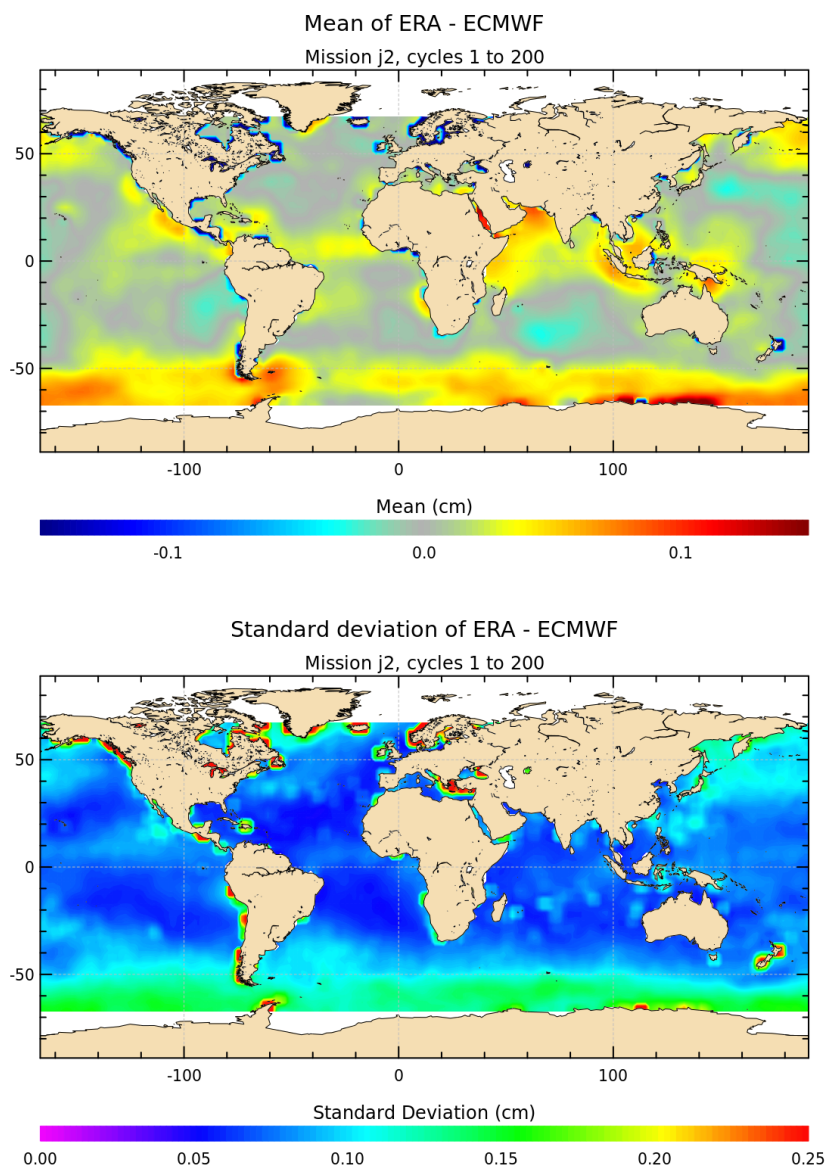 Mean of ERA - ECMWF
Mission j2, cycles 1 to 200
50
0
-50
-100 0 100
Mean (cm)
-0.1 0.0 0.1
Standard deviation of ERA - ECMWF
Mission j2, cycles 1 to 200
50
0
-50
-100 0 100
Standard Deviation (cm)
0.00 0.05 0.10 0.15 0.20 0.25